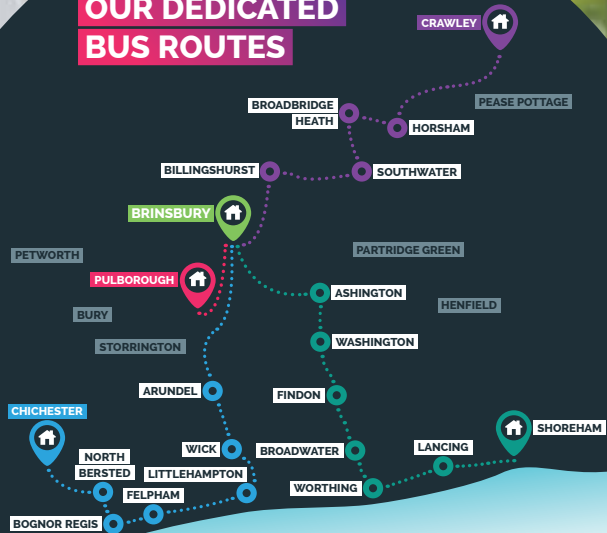 OUR DEDICATED
BUS ROUTES
CRAWLEY
PEASE POTTAGE
BROADBRIDGE
HEATH
HORSHAM
BILLINGSHURST
SOUTHWATER
BRINSBURY
PETWORTH
PARTRIDGE GREEN
PULBOROUGH
ASHINGTON
BURY
HENFIELD
STORRINGTON
WASHINGTON
ARUNDEL
FINDON
CHICHESTER
SHOREHAM
WICK
BROADWATER
LANCING
NORTH
BERSTED
LITTLEHAMPTON
WORTHING
FELPHAM
BOGNOR REGIS